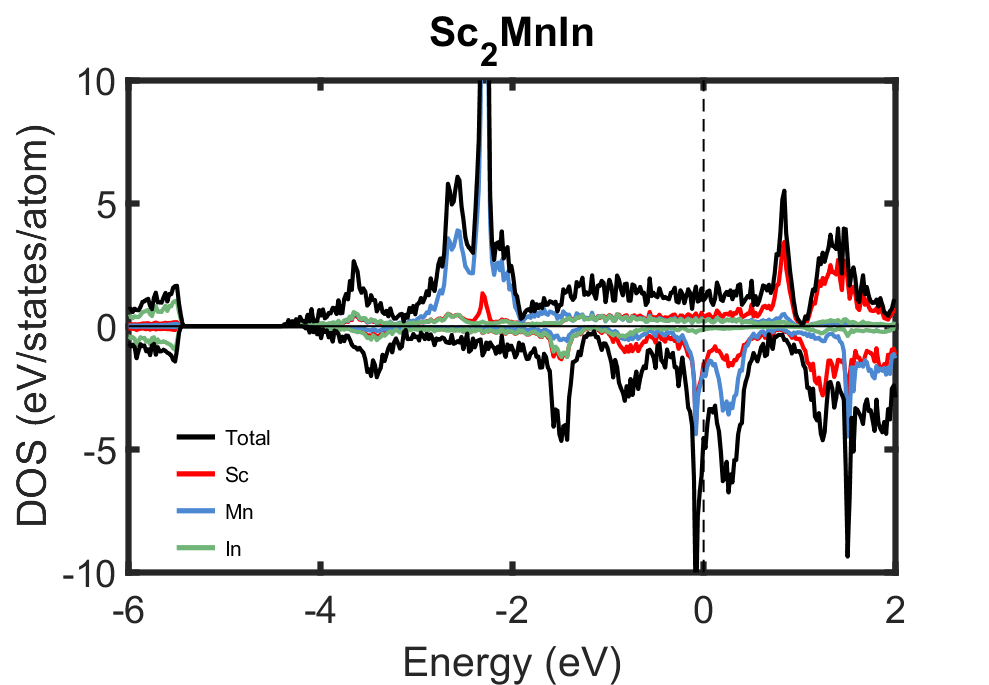 Sc2MnIn
10
5
0
-5
-10
DOS (eV/states/atom)
Total
Sc
Mn
In
-6
-4
-2
0
2
Energy (eV)